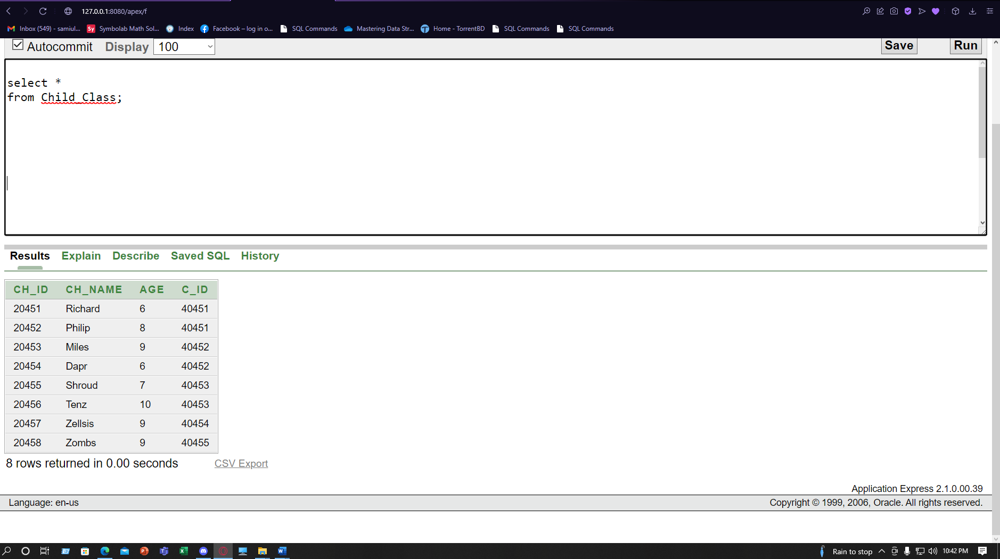 127.0.0.1:8080/apex/f
Inbox (549) - samiul... Sy Symbolab Math Sol... Index Facebook – log in o... SQL Commands Mastering Data Str... Home - TorrentBD SQL Commands SQL Commands
Autocommit Display 100 Save Run
select *
from Child_Class;
Results Explain Describe Saved SQL History
CH_ID CH_NAME AGE C_ID
20451 Richard 6 40451
20452 Philip 8 40451
20453 Miles 9 40452
20454 Dapr 6 40452
20455 Shroud 7 40453
20456 Tenz 10 40453
20457 Zellsis 9 40454
20458 Zombs 9 40455
8 rows returned in 0.00 seconds CSV Export
Application Express 2.1.0.00.39
Language: en-us Copyright © 1999, 2006, Oracle. All rights reserved.
Rain to stop 10:42 PM